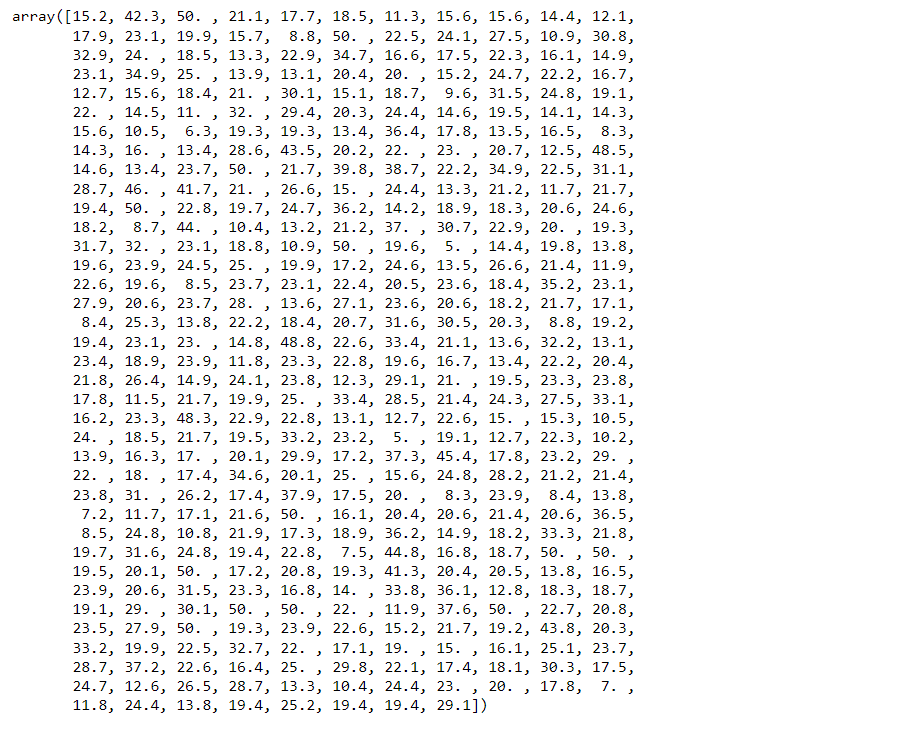 array([15.2, 42.3, 50. , 21.1, 17.7, 18.5, 11.3, 15.6, 15.6, 14.4, 12.1,
       17.9, 23.1, 19.9, 15.7,  8.8, 50. , 22.5, 24.1, 27.5, 10.9, 30.8,
       32.9, 24. , 18.5, 13.3, 22.9, 34.7, 16.6, 17.5, 22.3, 16.1, 14.9,
       23.1, 34.9, 25. , 13.9, 13.1, 20.4, 20. , 15.2, 24.7, 22.2, 16.7,
       12.7, 15.6, 18.4, 21. , 30.1, 15.1, 18.7,  9.6, 31.5, 24.8, 19.1,
       22. , 14.5, 11. , 32. , 29.4, 20.3, 24.4, 14.6, 19.5, 14.1, 14.3,
       15.6, 10.5,  6.3, 19.3, 19.3, 13.4, 36.4, 17.8, 13.5, 16.5,  8.3,
       14.3, 16. , 13.4, 28.6, 43.5, 20.2, 22. , 23. , 20.7, 12.5, 48.5,
       14.6, 13.4, 23.7, 50. , 21.7, 39.8, 38.7, 22.2, 34.9, 22.5, 31.1,
       28.7, 46. , 41.7, 21. , 26.6, 15. , 24.4, 13.3, 21.2, 11.7, 21.7,
       19.4, 50. , 22.8, 19.7, 24.7, 36.2, 14.2, 18.9, 18.3, 20.6, 24.6,
       18.2,  8.7, 44. , 10.4, 13.2, 21.2, 37. , 30.7, 22.9, 20. , 19.3,
       31.7, 32. , 23.1, 18.8, 10.9, 50. , 19.6,  5. , 14.4, 19.8, 13.8,
       19.6, 23.9, 24.5, 25. , 19.9, 17.2, 24.6, 13.5, 26.6, 21.4, 11.9,
       22.6, 19.6,  8.5, 23.7, 23.1, 22.4, 20.5, 23.6, 18.4, 35.2, 23.1,
       27.9, 20.6, 23.7, 28. , 13.6, 27.1, 23.6, 20.6, 18.2, 21.7, 17.1,
        8.4, 25.3, 13.8, 22.2, 18.4, 20.7, 31.6, 30.5, 20.3,  8.8, 19.2,
       19.4, 23.1, 23. , 14.8, 48.8, 22.6, 33.4, 21.1, 13.6, 32.2, 13.1,
       23.4, 18.9, 23.9, 11.8, 23.3, 22.8, 19.6, 16.7, 13.4, 22.2, 20.4,
       21.8, 26.4, 14.9, 24.1, 23.8, 12.3, 29.1, 21. , 19.5, 23.3, 23.8,
       17.8, 11.5, 21.7, 19.9, 25. , 33.4, 28.5, 21.4, 24.3, 27.5, 33.1,
       16.2, 23.3, 48.3, 22.9, 22.8, 13.1, 12.7, 22.6, 15. , 15.3, 10.5,
       24. , 18.5, 21.7, 19.5, 33.2, 23.2,  5. , 19.1, 12.7, 22.3, 10.2,
       13.9, 16.3, 17. , 20.1, 29.9, 17.2, 37.3, 45.4, 17.8, 23.2, 29. ,
       22. , 18. , 17.4, 34.6, 20.1, 25. , 15.6, 24.8, 28.2, 21.2, 21.4,
       23.8, 31. , 26.2, 17.4, 37.9, 17.5, 20. ,  8.3, 23.9,  8.4, 13.8,
        7.2, 11.7, 17.1, 21.6, 50. , 16.1, 20.4, 20.6, 21.4, 20.6, 36.5,
        8.5, 24.8, 10.8, 21.9, 17.3, 18.9, 36.2, 14.9, 18.2, 33.3, 21.8,
       19.7, 31.6, 24.8, 19.4, 22.8,  7.5, 44.8, 16.8, 18.7, 50. , 50. ,
       19.5, 20.1, 50. , 17.2, 20.8, 19.3, 41.3, 20.4, 20.5, 13.8, 16.5,
       23.9, 20.6, 31.5, 23.3, 16.8, 14. , 33.8, 36.1, 12.8, 18.3, 18.7,
       19.1, 29. , 30.1, 50. , 50. , 22. , 11.9, 37.6, 50. , 22.7, 20.8,
       23.5, 27.9, 50. , 19.3, 23.9, 22.6, 15.2, 21.7, 19.2, 43.8, 20.3,
       33.2, 19.9, 22.5, 32.7, 22. , 17.1, 19. , 15. , 16.1, 25.1, 23.7,
       28.7, 37.2, 22.6, 16.4, 25. , 29.8, 22.1, 17.4, 18.1, 30.3, 17.5,
       24.7, 12.6, 26.5, 28.7, 13.3, 10.4, 24.4, 23. , 20. , 17.8,  7. ,
       11.8, 24.4, 13.8, 19.4, 25.2, 19.4, 19.4, 29.1])